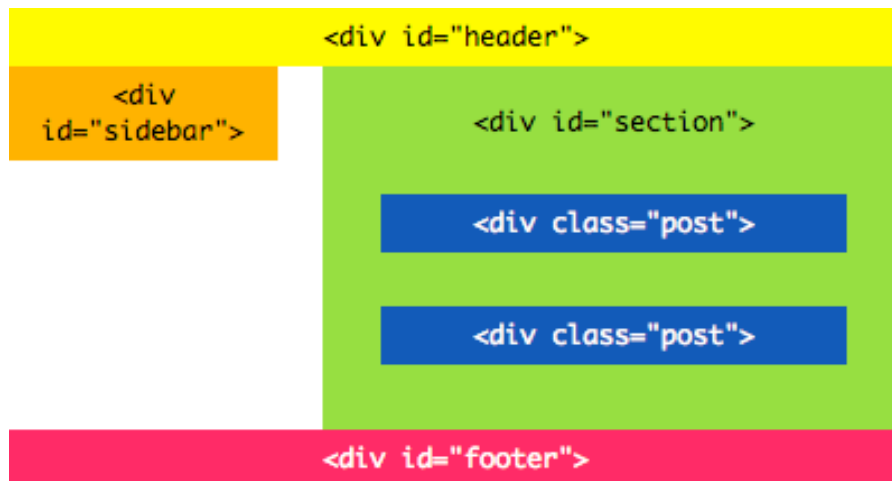 <div id="header">
<div
id="sidebar">
<div id="section">
<div class="post">
<div class="post">
<div id="footer">